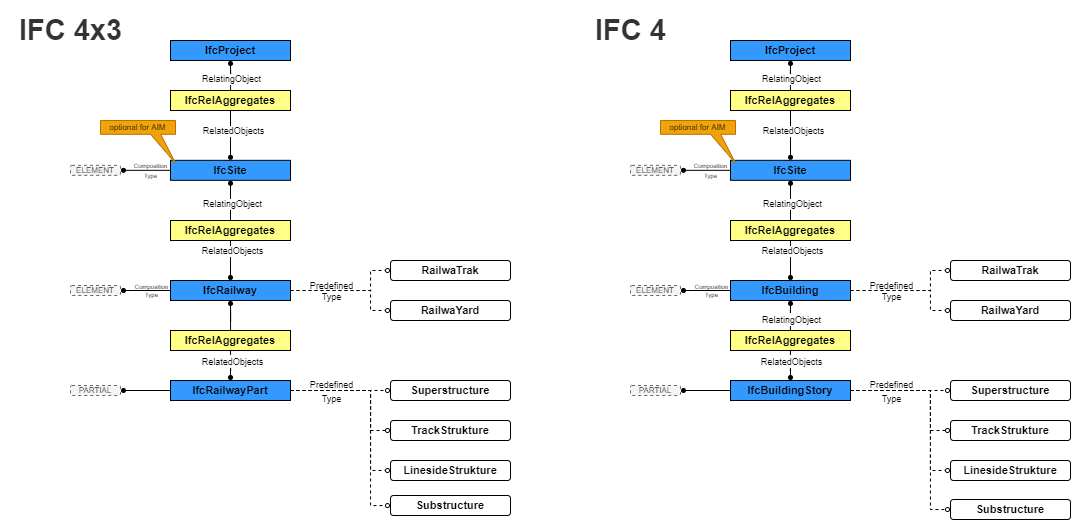 IFC 4x3
IfcProject
RelatingObject
IfcRelAggregates
optional for AIM
RelatedObjects
ELEMENT
Composition
Type
IfcSite
RelatingObject
IfcRelAggregates
RelatedObjects
ELEMENT
Composition
Type
IfcRailway
Predefined
Type
RailwaTrak
RailwaYard
IfcRelAggregates
RelatedObjects
PARTIAL
IfcRailwayPart
Predefined
Type
Superstructure
TrackStrukture
LinesideStrukture
Substructure
IFC 4
IfcProject
RelatingObject
IfcRelAggregates
optional for AIM
RelatedObjects
ELEMENT
Composition
Type
IfcSite
RelatingObject
IfcRelAggregates
RelatedObjects
ELEMENT
Composition
Type
IfcBuilding
Predefined
Type
RailwaTrak
RailwaYard
RelatingObject
IfcRelAggregates
RelatedObjects
PARTIAL
IfcBuildingStory
Predefined
Type
Superstructure
TrackStrukture
LinesideStrukture
Substructure